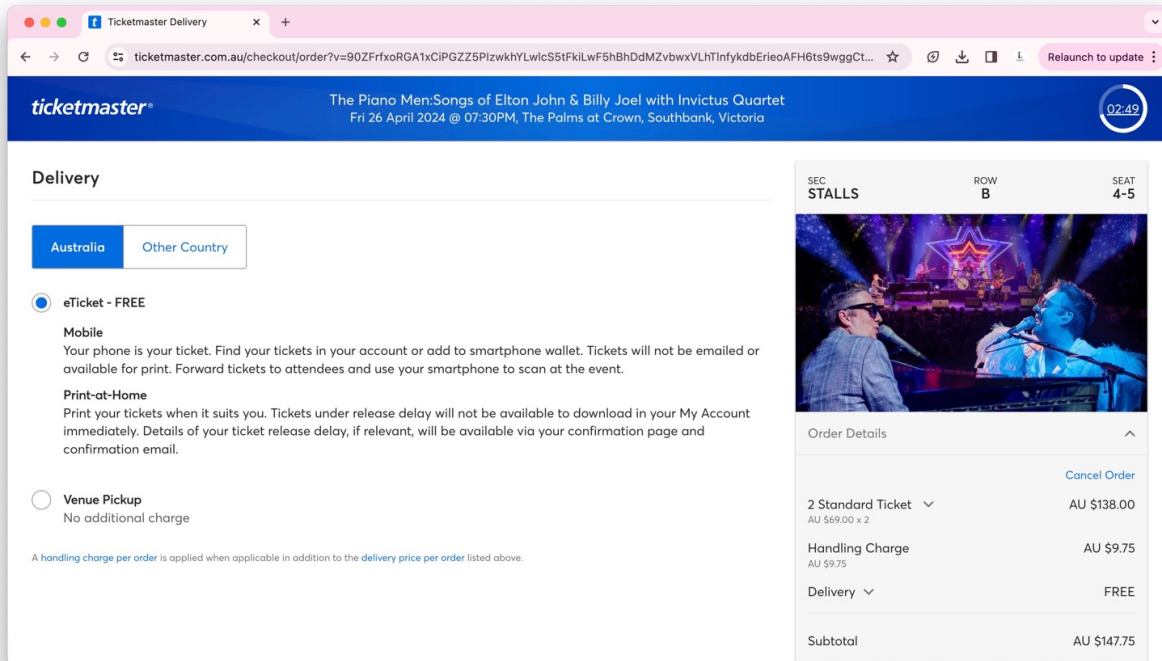 Ticketmaster Delivery
ticketmaster.com.au/checkout/order?v=90ZFrfxoRGA1xCiPGZZ5PIzwkhYLwlcS5tFkiLwF5hBhDdMZvbwxVLhTlnfykdbErieoAFH6ts9wggCt...
Relaunch to update
ticketmaster®
The Piano Men:Songs of Elton John & Billy Joel with Invictus Quartet
Fri 26 April 2024 @ 07:30PM, The Palms at Crown, Southbank, Victoria
02:49
Delivery
Australia
Other Country
eTicket - FREE
Mobile
Your phone is your ticket. Find your tickets in your account or add to smartphone wallet. Tickets will not be emailed or
available for print. Forward tickets to attendees and use your smartphone to scan at the event.
Print-at-Home
Print your tickets when it suits you. Tickets under release delay will not be available to download in your My Account
immediately. Details of your ticket release delay, if relevant, will be available via your confirmation page and
confirmation email.
Venue Pickup
No additional charge
A handling charge per order is applied when applicable in addition to the delivery price per order listed above.
SEC ROW SEAT
STALLS B 4-5
Order Details
Cancel Order
2 Standard Ticket AU $138.00
AU $69.00 x 2
Handling Charge AU $9.75
AU $9.75
Delivery FREE
Subtotal AU $147.75